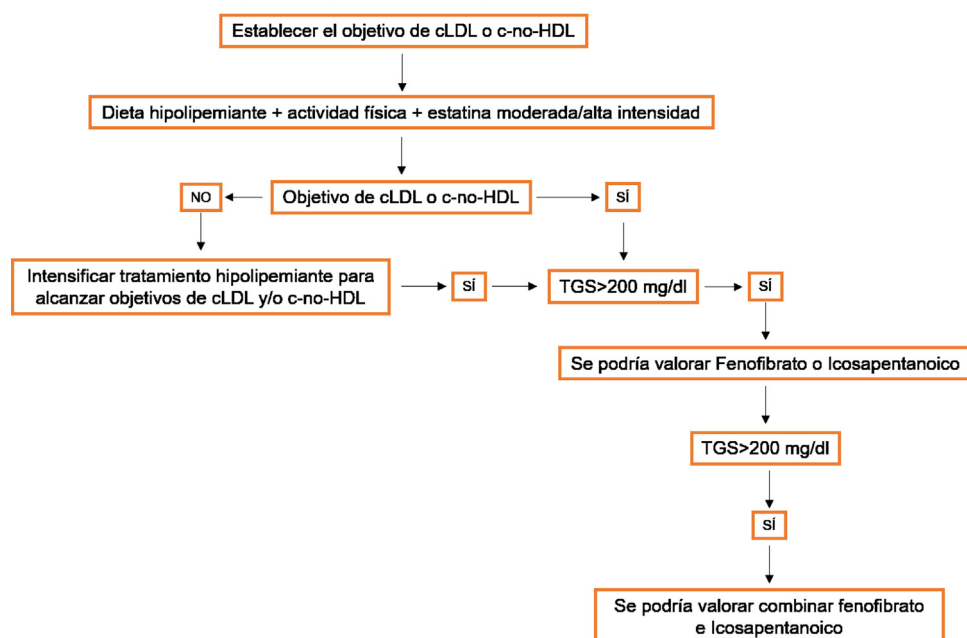 Establecer el objetivo de cLDL o c-no-HDL
Dieta hipolipemiante + actividad física + estatina moderada/alta intensidad
NO
Objetivo de cLDL o c-no-HDL
SÍ
Intensificar tratamiento hipolipemiante para
alcanzar objetivos de cLDL y/o c-no-HDL
SÍ
TGS>200 mg/dl
SÍ
Se podría valorar Fenofibrato o Icosapentanoico
TGS>200 mg/dl
SÍ
Se podría valorar combinar fenofibrato
e Icosapentanoico